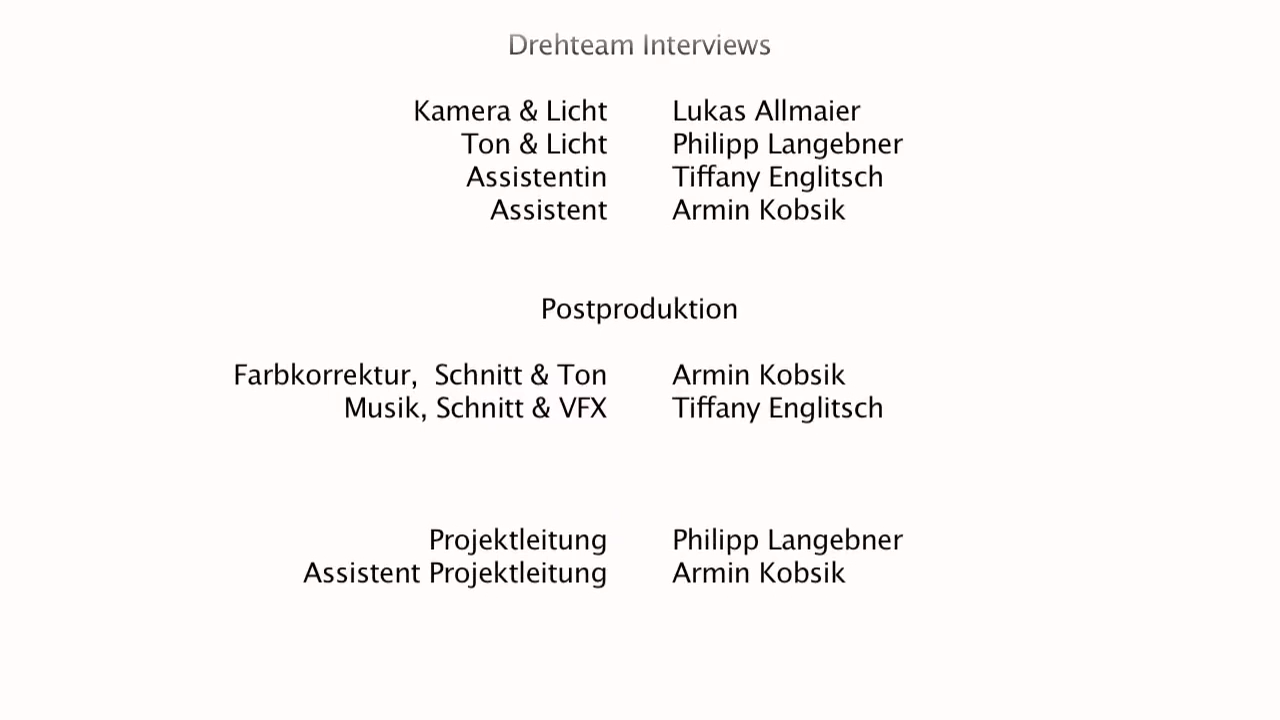 Drehteam Interviews
Kamera & Licht Lukas Allmaier
Ton & Licht Philipp Langebner
Assistentin Tiffany Englitsch
Assistent Armin Kobsik
Postproduktion
Farbkorrektur, Schnitt & Ton Armin Kobsik
Musik, Schnitt & VFX Tiffany Englitsch
Projektleitung Philipp Langebner
Assistent Projektleitung Armin Kobsik